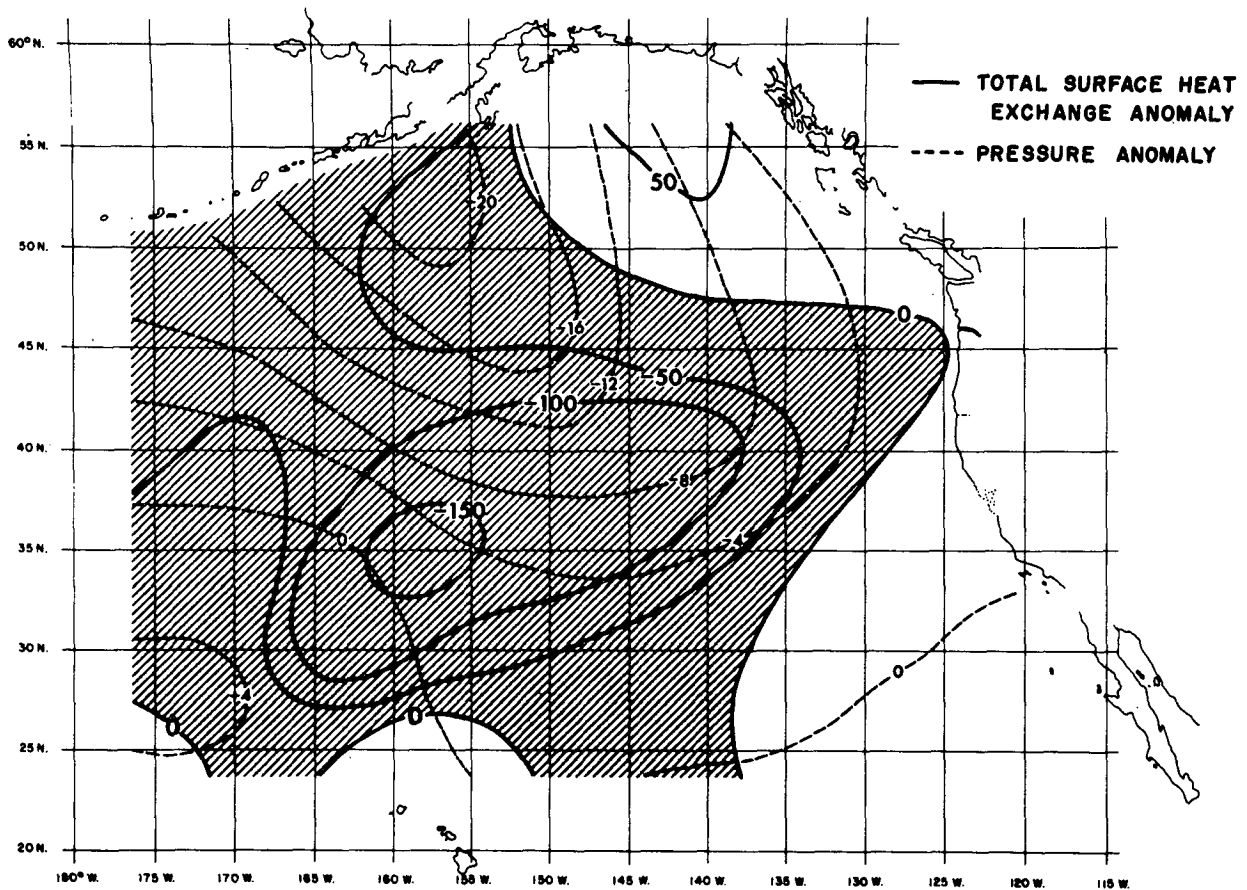 60° N.
TOTAL SURFACE HEAT
EXCHANGE ANOMALY
PRESSURE ANOMALY
55 N.
50
-20
50 N.
0
-16
45 N.
-12
-50
-100
40 N.
-8
-150
0
-4
35 N.
30 N.
0
-4
0
0
25 N.
20 N.
180° W.
175 W.
170 W.
165 W.
160 W.
155 W.
150 W.
145 W.
140 W.
135 W.
130 W.
125 W.
120 W.
115 W.